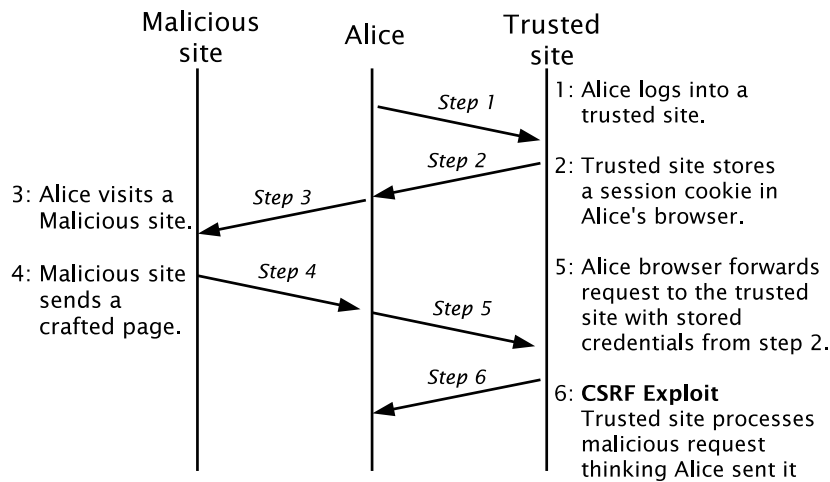 Malicious
site
Alice
Trusted
site
Step 1
1: Alice logs into a
trusted site.
Step 2
2: Trusted site stores
a session cookie in
Alice's browser.
3: Alice visits a
Malicious site.
Step 3
4: Malicious site
sends a
crafted page.
Step 4
5: Alice browser forwards
request to the trusted
site with stored
credentials from step 2.
Step 5
Step 6
6: CSRF Exploit
Trusted site processes
malicious request
thinking Alice sent it